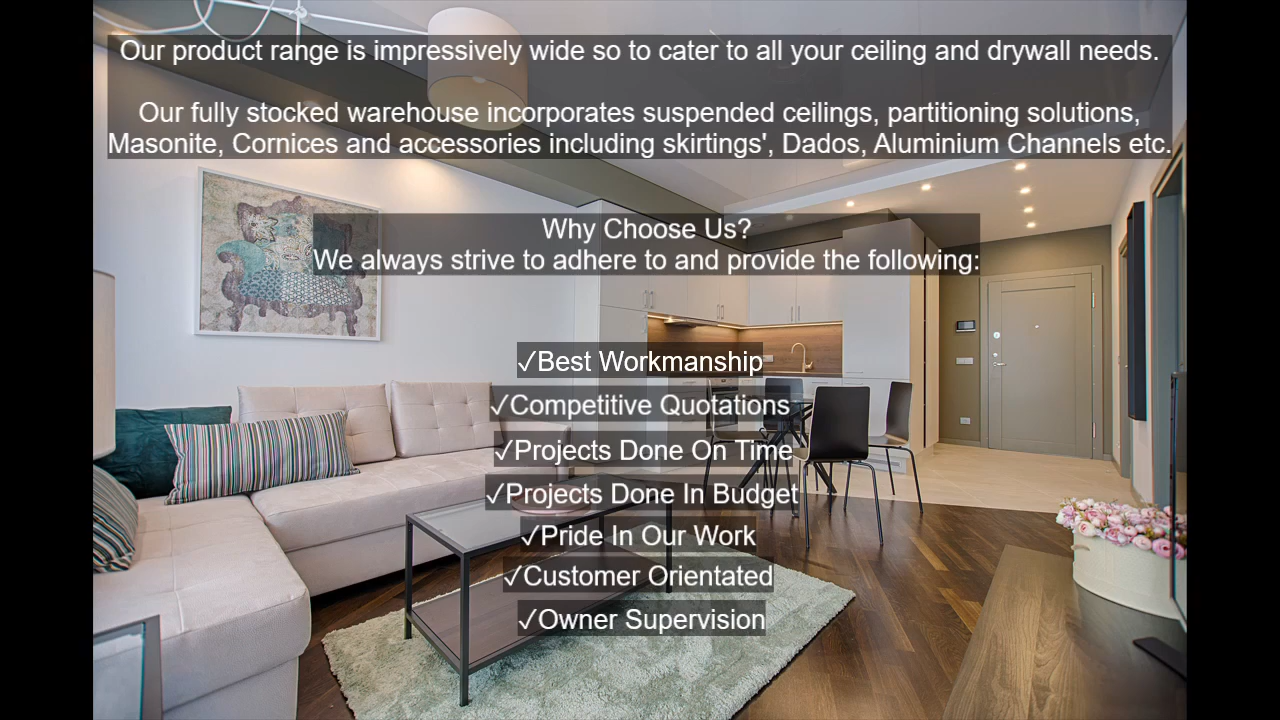 Our product range is impressively wide so to cater to all your ceiling and drywall needs.
Our fully stocked warehouse incorporates suspended ceilings, partitioning solutions,
Masonite, Cornices and accessories including skirtings', Dados, Aluminium Channels etc.
Why Choose Us?
We always strive to adhere to and provide the following:
✓Best Workmanship
✓Competitive Quotations
✓Projects Done On Time
✓Projects Done In Budget
✓Pride In Our Work
✓Customer Orientated
✓Owner Supervision